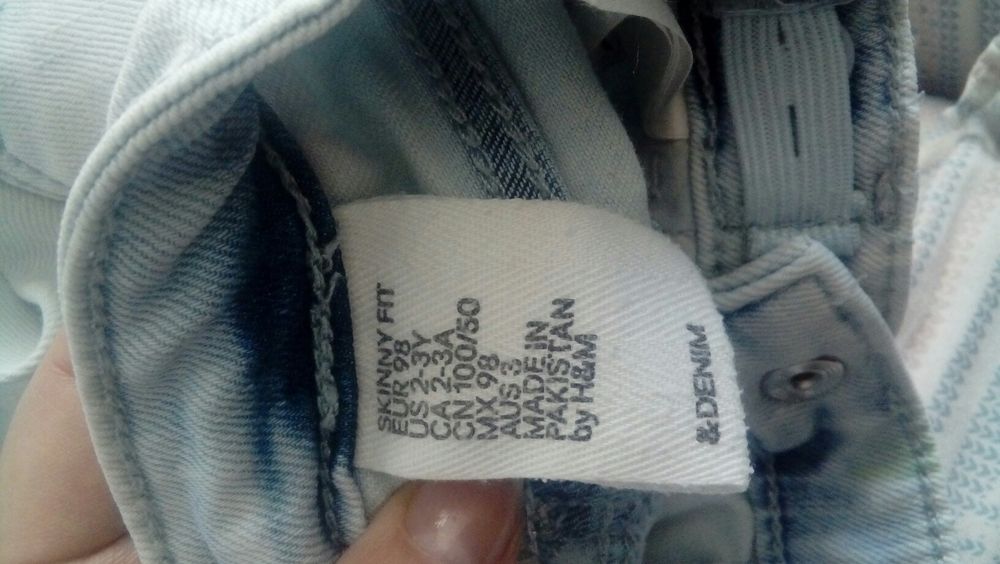 SKINNY FIT
EUR 98
US 2-3Y
CA 2-3A
CN 100/50
MX 98
AUS 3
MADE IN
PAKISTAN
by H&M
&DENIM